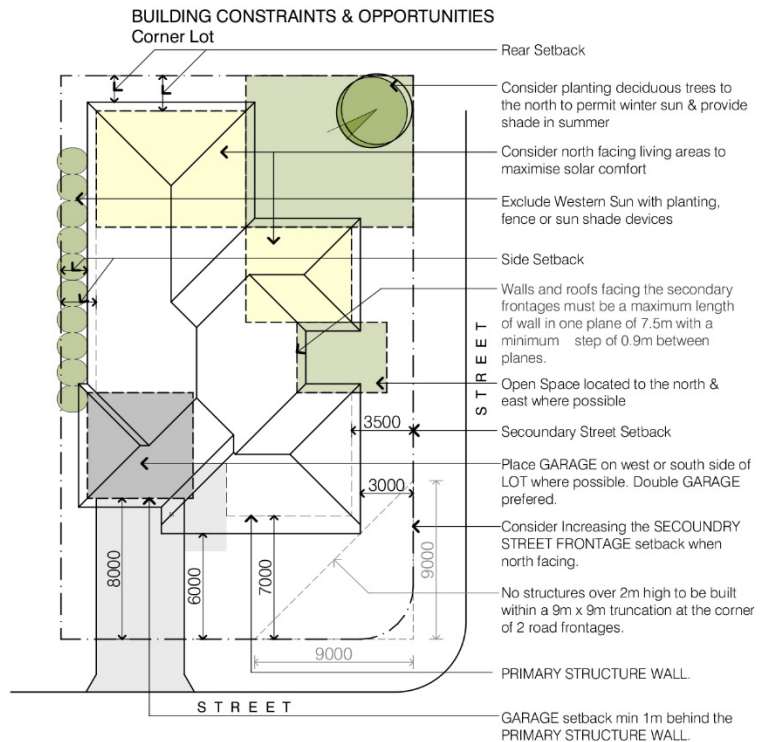 BUILDING CONSTRAINTS & OPPORTUNITIES
Corner Lot
Rear Setback
Consider planting deciduous trees to
the north to permit winter sun & provide
shade in summer
Consider north facing living areas to
maximise solar comfort
Exclude Western Sun with planting,
fence or sun shade devices
Side Setback
Walls and roofs facing the secondary
frontages must be a maximum length
of wall in one plane of 7.5m with a
minimum step of 0.9m between
planes.
STREET
Open Space located to the north &
east where possible
3500
Secoundary Street Setback
Place GARAGE on west or south side of
LOT where possible. Double GARAGE
prefered.
3000
Consider Increasing the SECOUNDRY
STREET FRONTAGE setback when
north facing.
8000
6000
7000
9000
No structures over 2m high to be built
within a 9m x 9m truncation at the corner
of 2 road frontages.
9000
PRIMARY STRUCTURE WALL.
STREET
GARAGE setback min 1m behind the
PRIMARY STRUCTURE WALL.